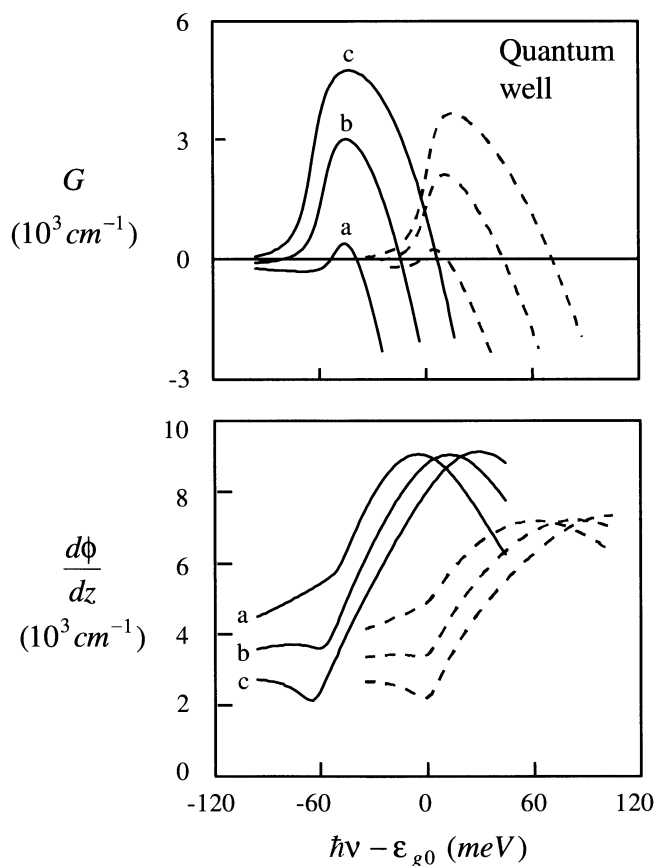 6
3
0
-3
G
(10³ cm⁻¹)
c
b
a
Quantum
well
10
8
6
4
2
0
dϕ
dz
(10³ cm⁻¹)
a
b
c
-120
-60
0
60
120
ħν − ε_g0 (meV)